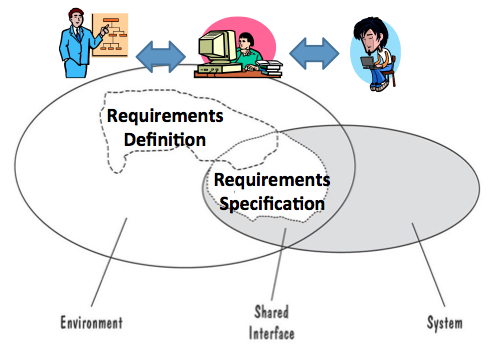 Requirements
Definition
Requirements
Specification
Environment
Shared
Interface
System